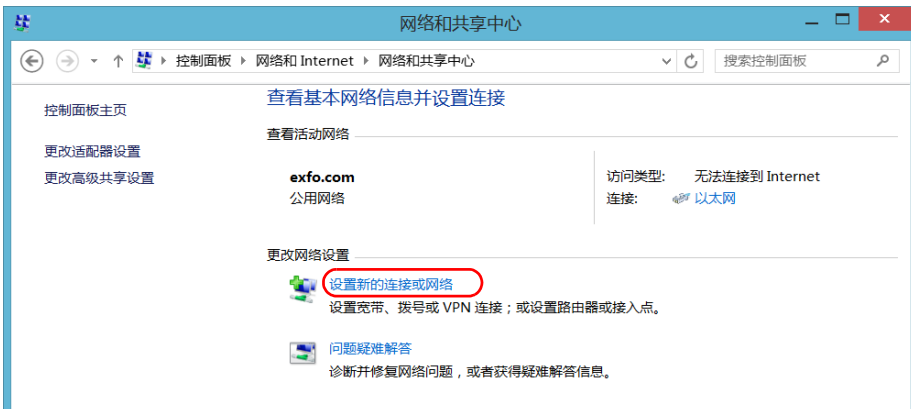 网络和共享中心
控制面板 网络和 Internet 网络和共享中心
搜索控制面板
控制面板主页
更改适配器设置
更改高级共享设置
查看基本网络信息并设置连接
查看活动网络
exfo.com
公用网络
访问类型: 无法连接到 Internet
连接: 以太网
更改网络设置
设置新的连接或网络
设置宽带、拨号或 VPN 连接；或设置路由器或接入点。
问题疑难解答
诊断并修复网络问题，或者获得疑难解答信息。